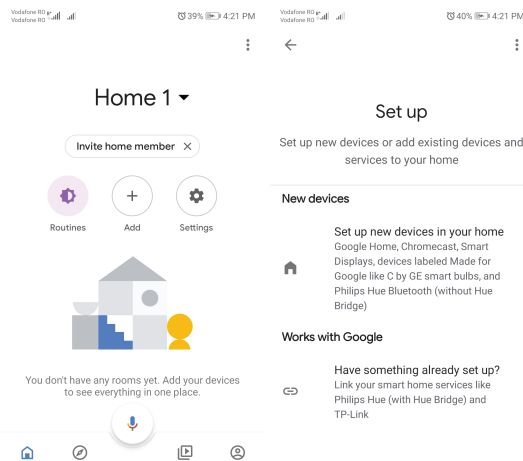 Vodafone RO
Vodafone RO
39% 4:21 PM
Home 1
Invite home member
Routines
Add
Settings
You don't have any rooms yet. Add your devices
to see everything in one place.
Vodafone RO
Vodafone RO
40% 4:21 PM
Set up
Set up new devices or add existing devices and
services to your home
New devices
Set up new devices in your home
Google Home, Chromecast, Smart
Displays, devices labeled Made for
Google like C by GE smart bulbs, and
Philips Hue Bluetooth (without Hue
Bridge)
Works with Google
Have something already set up?
Link your smart home services like
Philips Hue (with Hue Bridge) and
TP-Link